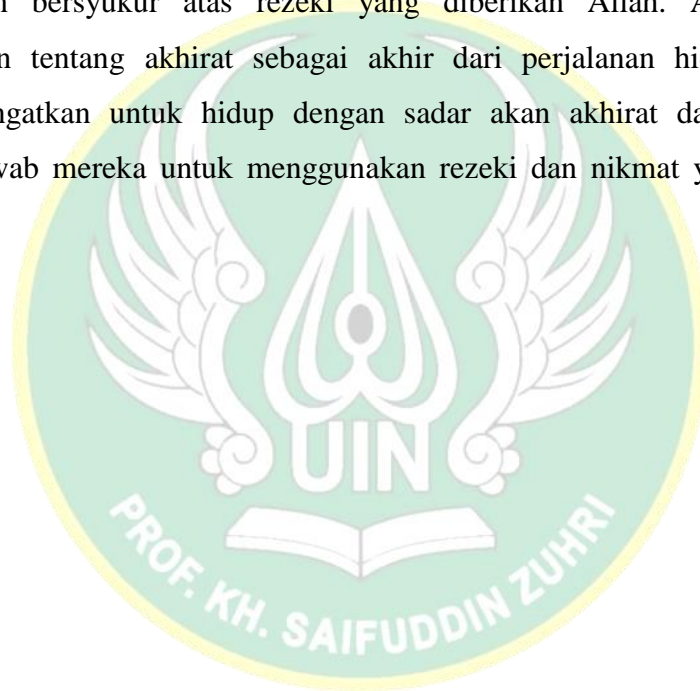 bersyukur atas rezeki yang diberikan Allah.
tentang akhirat sebagai akhir dari perjalanan
untuk hidup dengan sadar akan akhirat
mereka untuk menggunakan rezeki dan nikmat
UIN
PROF. KH. SAIFUDDIN ZUHRI